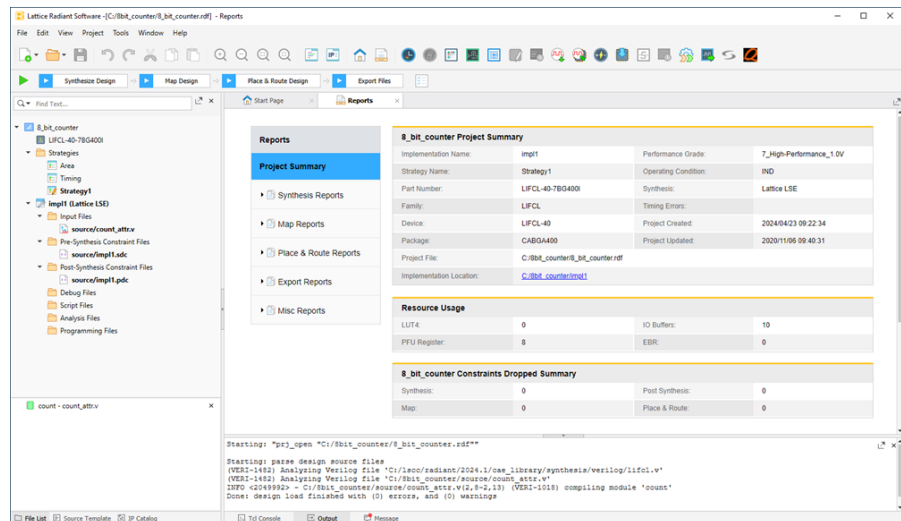 Lattice Radiant Software -[C:/8bit_counter/8_bit_counter.rdf] - Reports
File Edit View Project Tools Window Help
Synthesize Design Map Design Place & Route Design Export Files
Find Text...
Start Page Reports
8_bit_counter
LIFCL-40-7BG400I
Strategies
Area
Timing
Strategy1
impl1 (Lattice LSE)
Input Files
source/count_attr.v
Pre-Synthesis Constraint Files
source/impl1.sdc
Post-Synthesis Constraint Files
source/impl1.pdc
Debug Files
Script Files
Analysis Files
Programming Files
count - count_attr.v
Reports
Project Summary
Synthesis Reports
Map Reports
Place & Route Reports
Export Reports
Misc Reports
8_bit_counter Project Summary
Implementation Name: impl1 Performance Grade: 7_High-Performance_1.0V
Strategy Name: Strategy1 Operating Condition: IND
Part Number: LIFCL-40-7BG400I Synthesis: Lattice LSE
Family: LIFCL Timing Errors:
Device: LIFCL-40 Project Created: 2024/04/23 09:22:34
Package: CABGA400 Project Updated: 2020/11/06 09:40:31
Project File: C:/8bit_counter/8_bit_counter.rdf
Implementation Location: C:/8bit_counter/impl1
Resource Usage
LUT4: 0 IO Buffers: 10
PFU Register: 8 EBR: 0
8_bit_counter Constraints Dropped Summary
Synthesis: 0 Post Synthesis: 0
Map: 0 Place & Route: 0
Starting: "prj_open "C:/8bit_counter/8_bit_counter.rdf""
Starting: parse design source files
(VERI-1482) Analyzing Verilog file 'C:/lscc/radiant/2024.1/cae_library/synthesis/verilog/lifcl.v'
(VERI-1482) Analyzing Verilog file 'C:/8bit_counter/source/count_attr.v'
INFO <2049992> - C:/8bit_counter/source/count_attr.v(2,8-2,13) (VERI-1018) compiling module 'count'
Done: design load finished with (0) errors, and (0) warnings
File List Source Template IP Catalog
Tcl Console Output Message